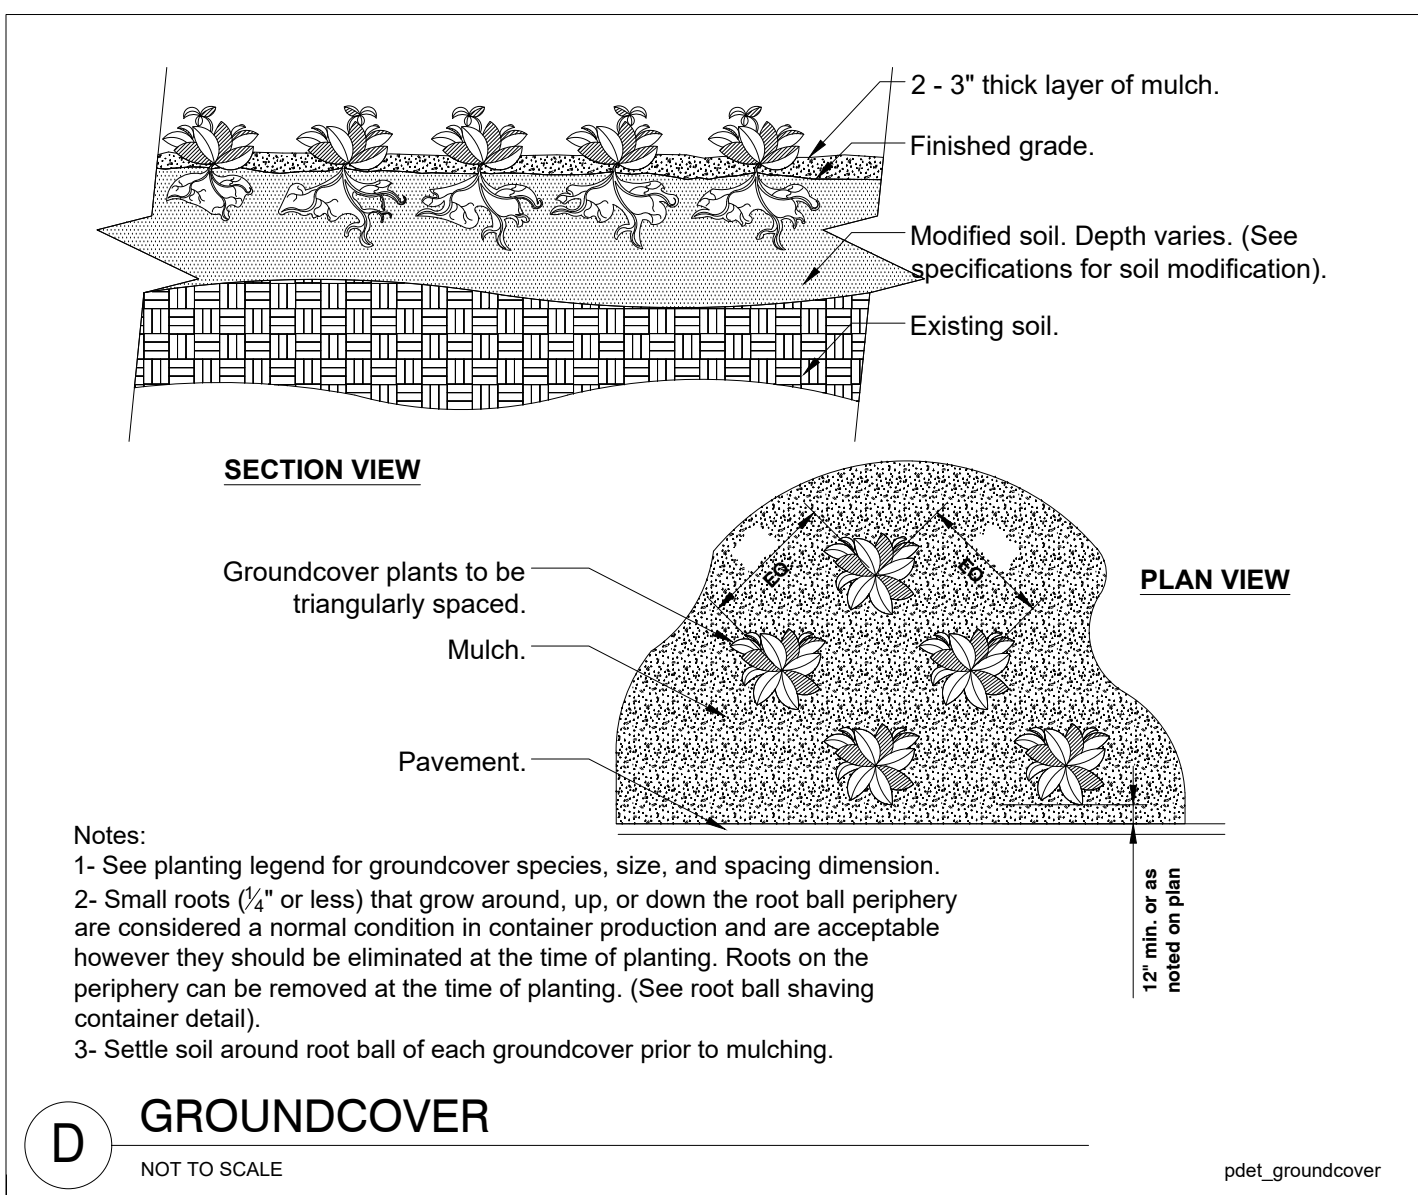 2 - 3" thick layer of mulch.
Finished grade.
Modified soil. Depth varies. (See
specifications for soil modification).
Existing soil.
SECTION VIEW
EQ
EQ
PLAN VIEW
Groundcover plants to be
triangularly spaced.
Mulch.
Pavement.
12" min. or as
noted on plan
Notes:
1- See planting legend for groundcover species, size, and spacing dimension.
2- Small roots (¼" or less) that grow around, up, or down the root ball periphery
are considered a normal condition in container production and are acceptable
however they should be eliminated at the time of planting. Roots on the
periphery can be removed at the time of planting. (See root ball shaving
container detail).
3- Settle soil around root ball of each groundcover prior to mulching.
D
GROUNDCOVER
NOT TO SCALE
pdet_groundcover